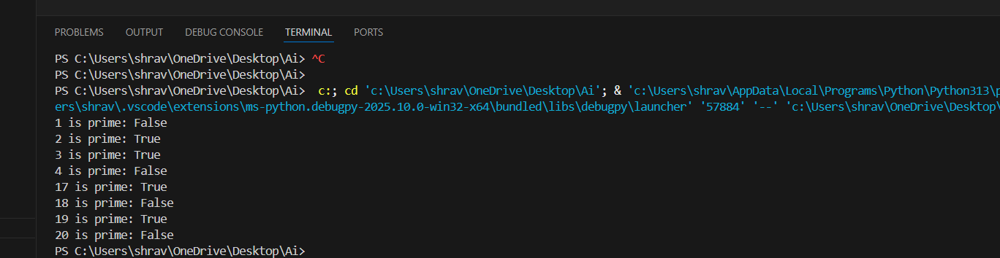 PROBLEMS OUTPUT DEBUG CONSOLE TERMINAL PORTS
PS C:\Users\shrav\OneDrive\Desktop\Ai> ^C
PS C:\Users\shrav\OneDrive\Desktop\Ai>
PS C:\Users\shrav\OneDrive\Desktop\Ai>  c:; cd 'c:\Users\shrav\OneDrive\Desktop\Ai'; & 'c:\Users\shrav\AppData\Local\Programs\Python\Python313\p
ers\shrav\.vscode\extensions\ms-python.debugpy-2025.10.0-win32-x64\bundled\libs\debugpy\launcher' '57884' '--' 'c:\Users\shrav\OneDrive\Desktop\
1 is prime: False
2 is prime: True
3 is prime: True
4 is prime: False
17 is prime: True
18 is prime: False
19 is prime: True
20 is prime: False
PS C:\Users\shrav\OneDrive\Desktop\Ai>